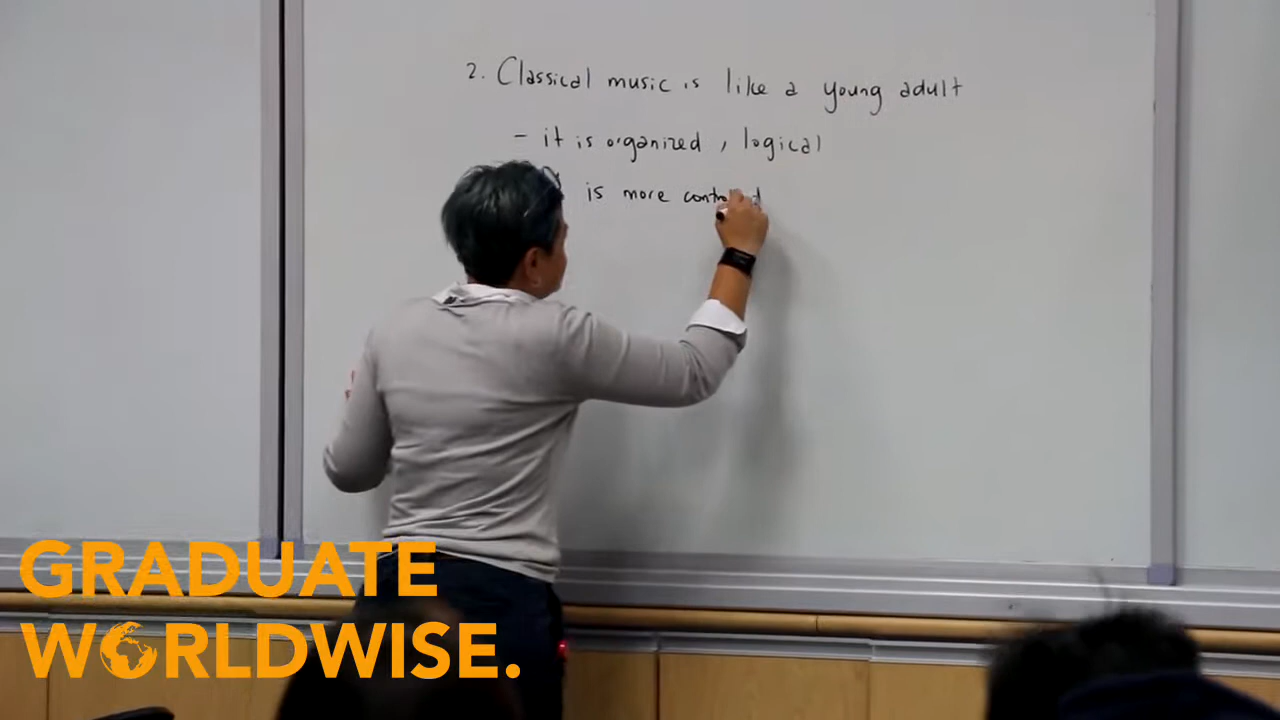 2. Classical music is like a young adult
- it is organized, logical
is more
GRADUATE
WORLDWISE.